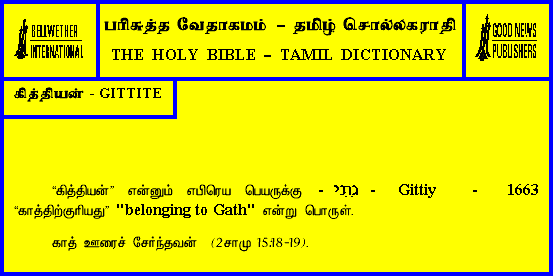 BELLWETHER
INTERNATIONAL
பரிசுத்த வேதாகமம் – தமிழ் சொல்லகராதி
THE HOLY BIBLE – TAMIL DICTIONARY
GOOD NEWS
PUBLISHERS
கித்தியன் - GITTITE
“கித்தியன்” என்னும் எபிரெய பெயருக்கு - גִּתִּי - Gittiy - 1663
“காத்திற்குரியது” "belonging to Gath" என்று பொருள்.
காத் ஊரைச் சேர்ந்தவன் (2சாமு 15:18-19).